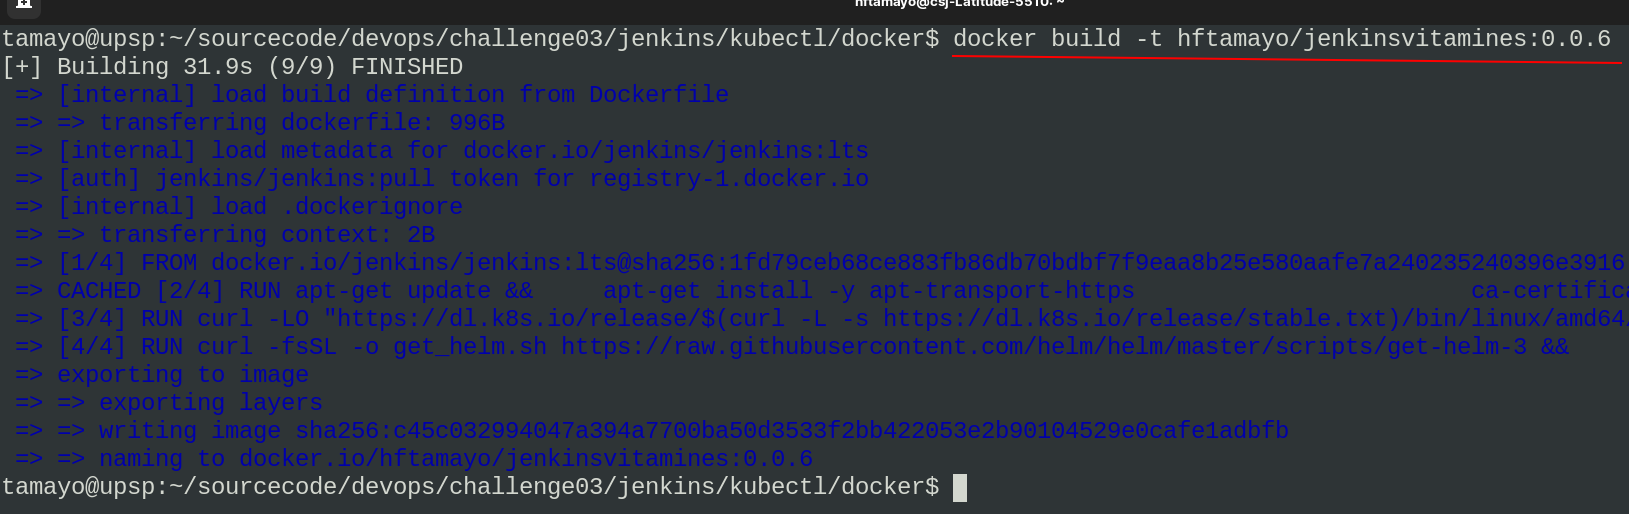 hftamayo@csj-Latitude-5510: ~
tamayo@upsp:~/sourcecode/devops/challenge03/jenkins/kubectl/docker$ docker build -t hftamayo/jenkinsvitamines:0.0.6
[+] Building 31.9s (9/9) FINISHED
=> [internal] load build definition from Dockerfile
=> => transferring dockerfile: 996B
=> [internal] load metadata for docker.io/jenkins/jenkins:lts
=> [auth] jenkins/jenkins:pull token for registry-1.docker.io
=> [internal] load .dockerignore
=> => transferring context: 2B
=> [1/4] FROM docker.io/jenkins/jenkins:lts@sha256:1fd79ceb68ce883fb86db70bdbf7f9eaa8b25e580aafe7a240235240396e3916
=> CACHED [2/4] RUN apt-get update &&     apt-get install -y apt-transport-https                        ca-certifica
=> [3/4] RUN curl -LO "https://dl.k8s.io/release/$(curl -L -s https://dl.k8s.io/release/stable.txt)/bin/linux/amd64/
=> [4/4] RUN curl -fsSL -o get_helm.sh https://raw.githubusercontent.com/helm/helm/master/scripts/get-helm-3 &&
=> exporting to image
=> => exporting layers
=> => writing image sha256:c45c032994047a394a7700ba50d3533f2bb422053e2b90104529e0cafe1adbfb
=> => naming to docker.io/hftamayo/jenkinsvitamines:0.0.6
tamayo@upsp:~/sourcecode/devops/challenge03/jenkins/kubectl/docker$